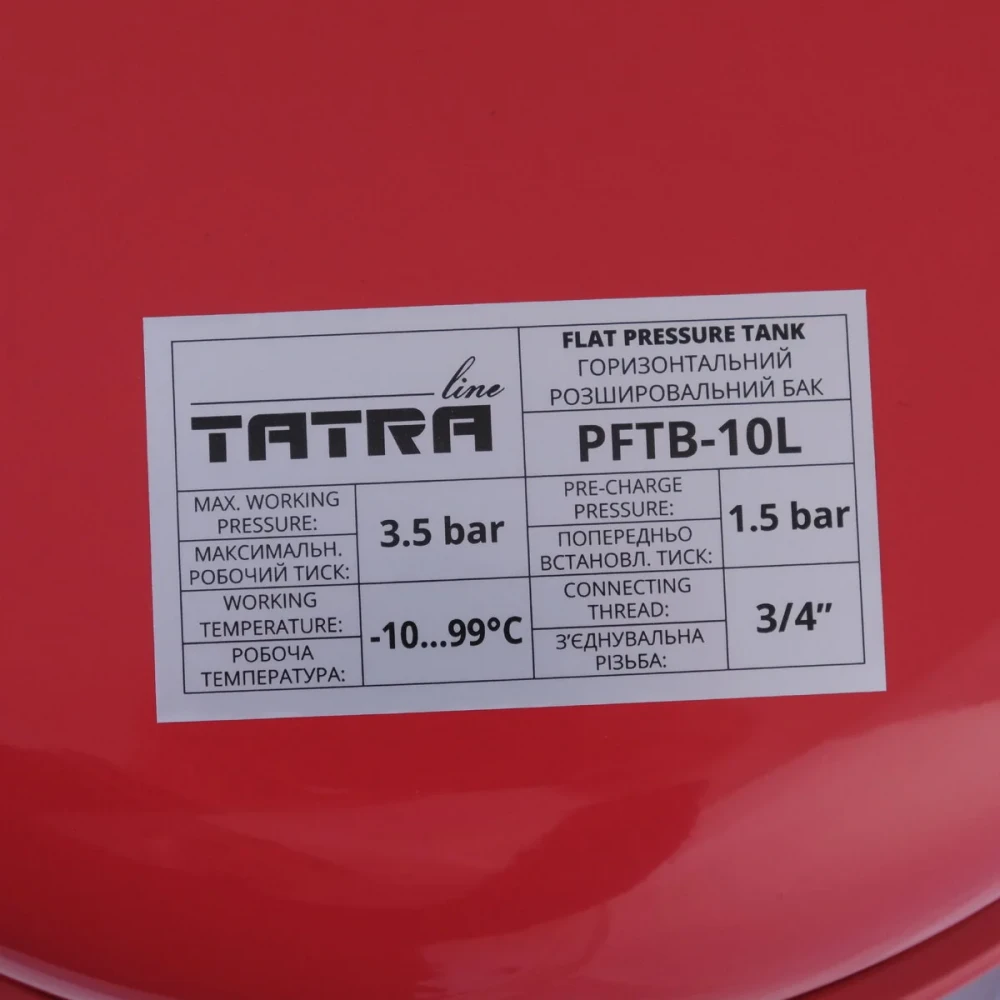 line
TATRA
FLAT PRESSURE TANK
ГОРИЗОНТАЛЬНИЙ
РОЗШИРОВАЛЬНИЙ БАК
PFTB-10L
MAX. WORKING
PRESSURE:
МАКСИМАЛЬН.
РОБОЧИЙ ТИСК:
3.5 bar
PRE-CHARGE
PRESSURE:
ПОПЕРЕДНЬО
ВСТАНОВЛ. ТИСК:
1.5 bar
WORKING
TEMPERATURE:
РОБОЧА
ТЕМПЕРАТУРА:
-10...99°C
CONNECTING
THREAD:
З’ЄДНУВАЛЬНА
РІЗЬБА:
3/4”